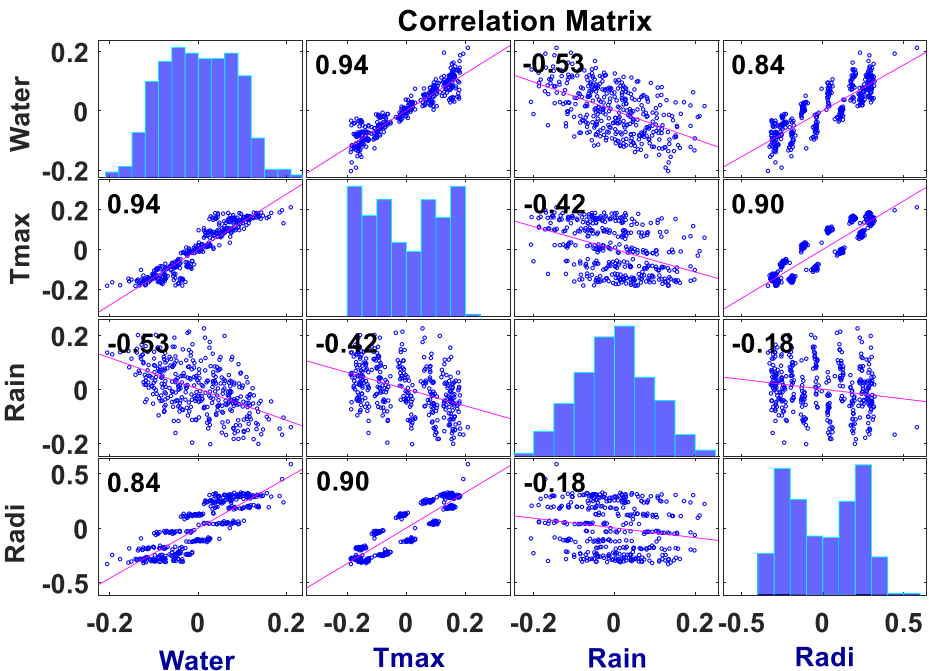 Correlation Matrix
Water 0.2 0 -0.2 0.94 -0.53 0.84
Tmax 0.2 0 -0.2 0.94 -0.42 0.90
Rain 0.2 0 -0.2 -0.53 -0.42 -0.18
Radi 0.5 0 -0.5 0.84 0.90 -0.18
-0.2 0 0.2 -0.2 0 0.2 -0.2 0 0.2 -0.5 0 0.5
Water Tmax Rain Radi